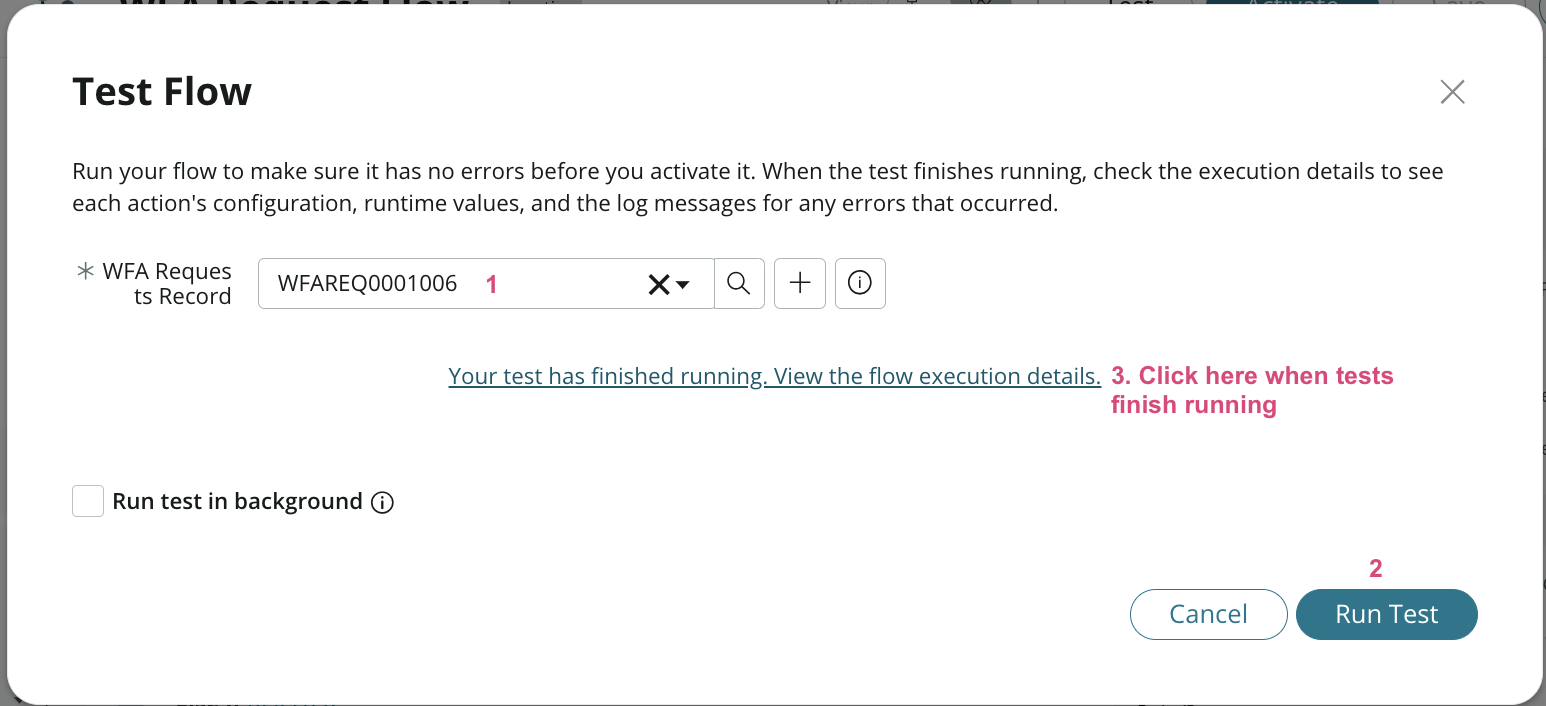 Test Flow
Run your flow to make sure it has no errors before you activate it. When the test finishes running, check the execution details to see
each action's configuration, runtime values, and the log messages for any errors that occurred.
* WFA Reques
ts Record
WFAREQ0001006 1
Your test has finished running. View the flow execution details. 3. Click here when tests
finish running
Run test in background
2
Cancel Run Test